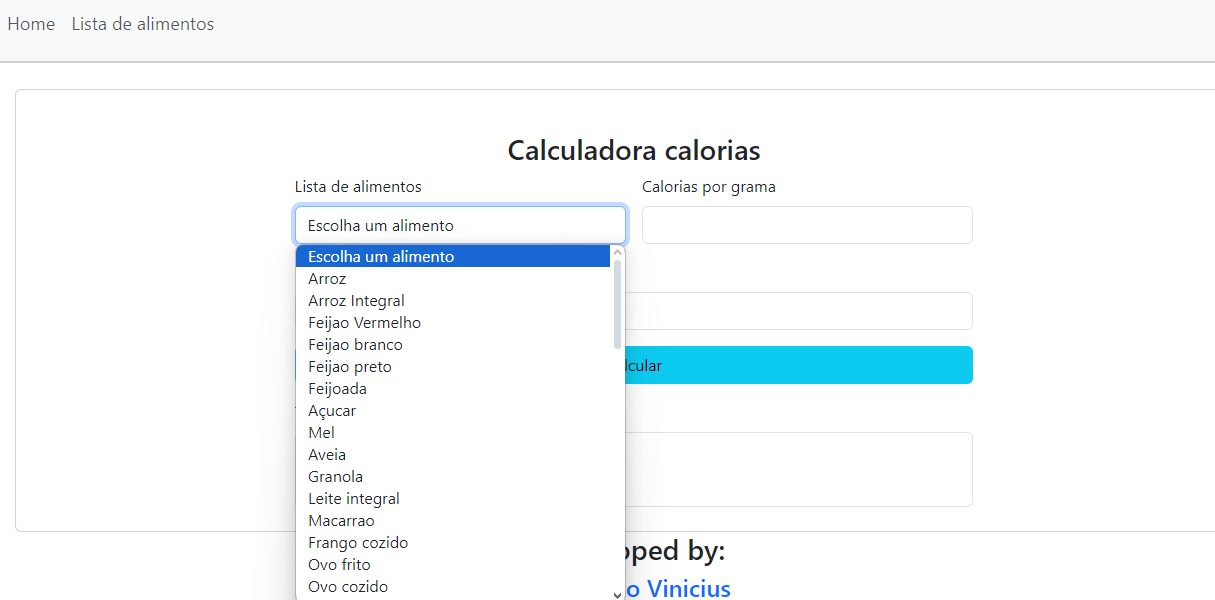 Home Lista de alimentos
Calculadora calorias
Lista de alimentos
Calorias por grama
Escolha um alimento
Escolha um alimento
Arroz
Arroz Integral
Feijao Vermelho
Feijao branco
Feijao preto
Feijoada
Açucar
Mel
Aveia
Granola
Leite integral
Macarrao
Frango cozido
Ovo frito
Ovo cozido
lcular
ped by:
o Vinicius